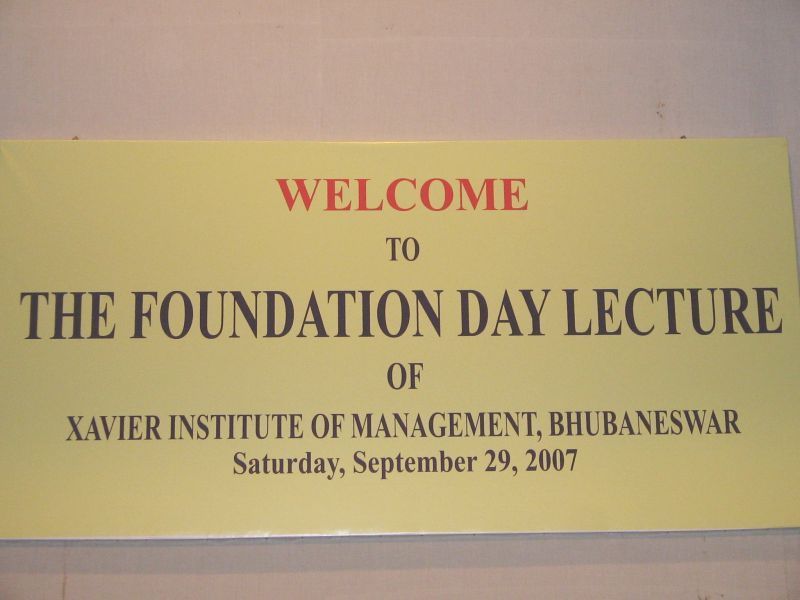 WELCOME
TO
THE FOUNDATION DAY LECTURE
OF
XAVIER INSTITUTE OF MANAGEMENT, BHUBANESWAR
Saturday, September 29, 2007